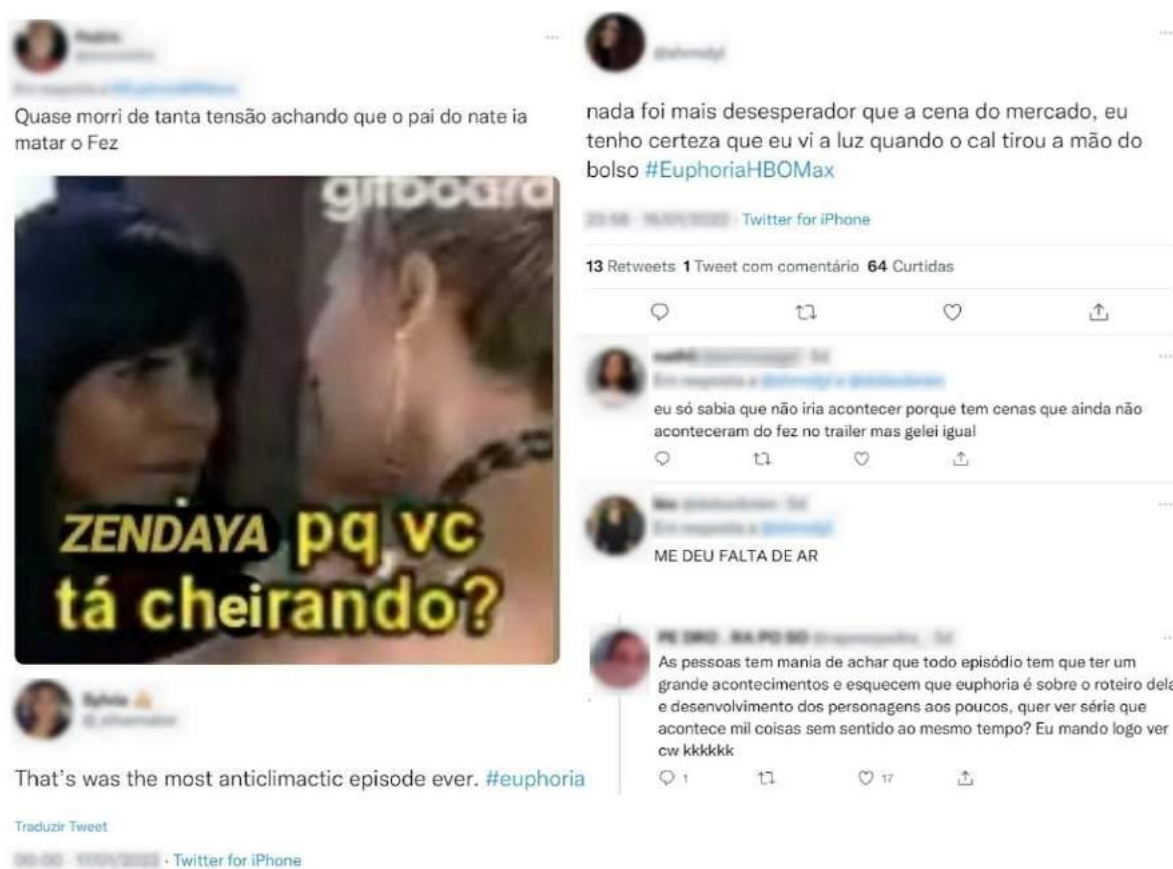 Quase morri de tanta tensão achando que o pai do nate ia
matar o Fez
gifboard
ZENDAYA pq vc
tá cheirando?
That's was the most anticlimactic episode ever. #euphoria
Traduzir Tweet
· Twitter for iPhone
nada foi mais desesperador que a cena do mercado, eu
tenho certeza que eu vi a luz quando o cal tirou a mão do
bolso #EuphoriaHBOMax
Twitter for iPhone
13 Retweets 1 Tweet com comentário 64 Curtidas
eu só sabia que não iria acontecer porque tem cenas que ainda não
aconteceram do fez no trailer mas gelei igual
ME DEU FALTA DE AR
As pessoas tem mania de achar que todo episódio tem que ter um
grande acontecimentos e esquecem que euphoria é sobre o roteiro dela
e desenvolvimento dos personagens aos poucos, quer ver série que
acontece mil coisas sem sentido ao mesmo tempo? Eu mando logo ver
cw kkkkkk
1 17